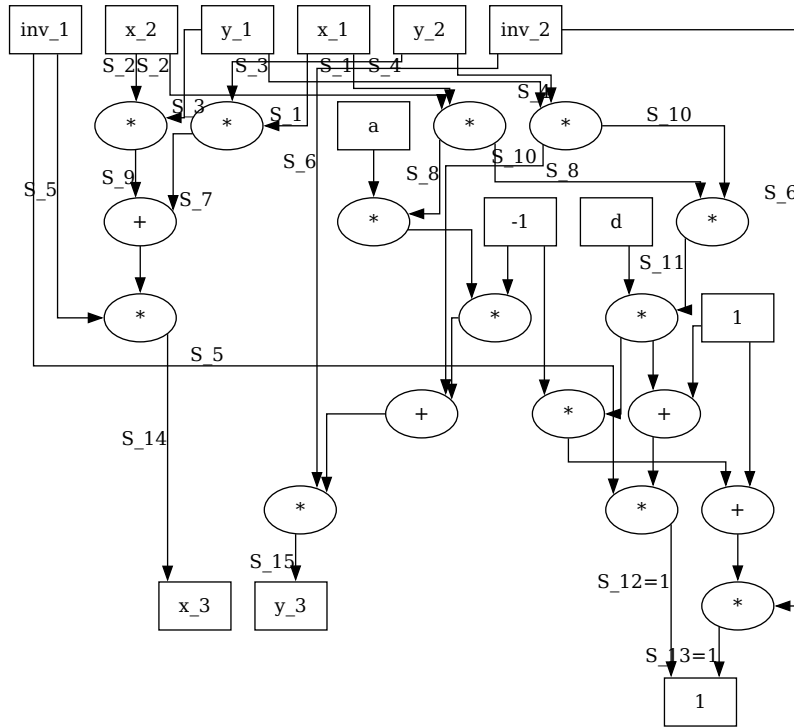 inv_1 x_2 y_1 x_1 y_2 inv_2
S_2 S_2 S_3 S_1 S_4
S_4
S_3 S_1 S_10
* * a * *
S_6 S_10
S_5 S_9 S_8 S_8 S_6
S_7
+ * -1 d *
S_11
* * * 1
S_5
+ * +
S_14
* * +
S_15 S_12=1
x_3 y_3 *
S_13=1
1